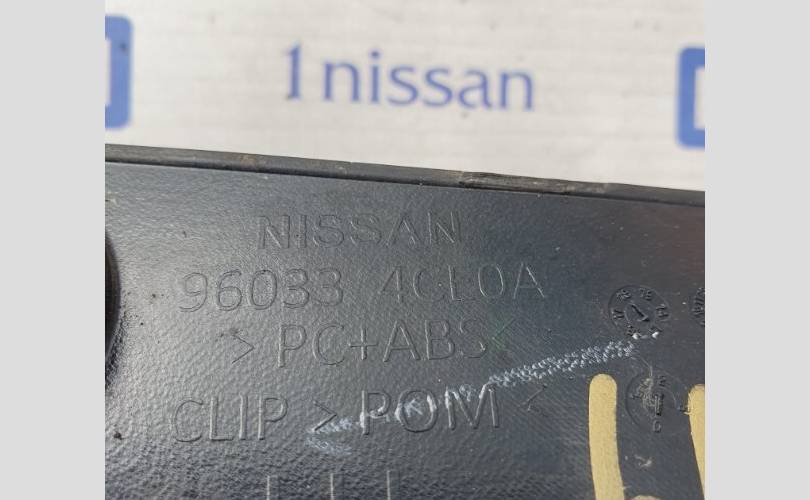 1nissan
NISSAN
96033 4CL0A
> PC+ABS <
CLIP > POM <